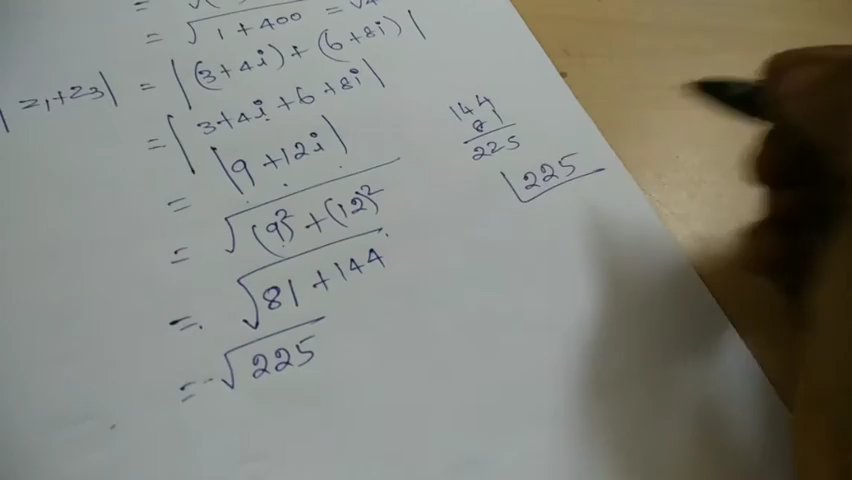 = √1 + 400 = √4
|z₁+z₃| = |(3+4i) + (6+8i)|
= |3+4i + 6 +8i|
= |9 +12i|
= √(9)² + (12)²
= √81 + 144
= √225
144
81
225
225